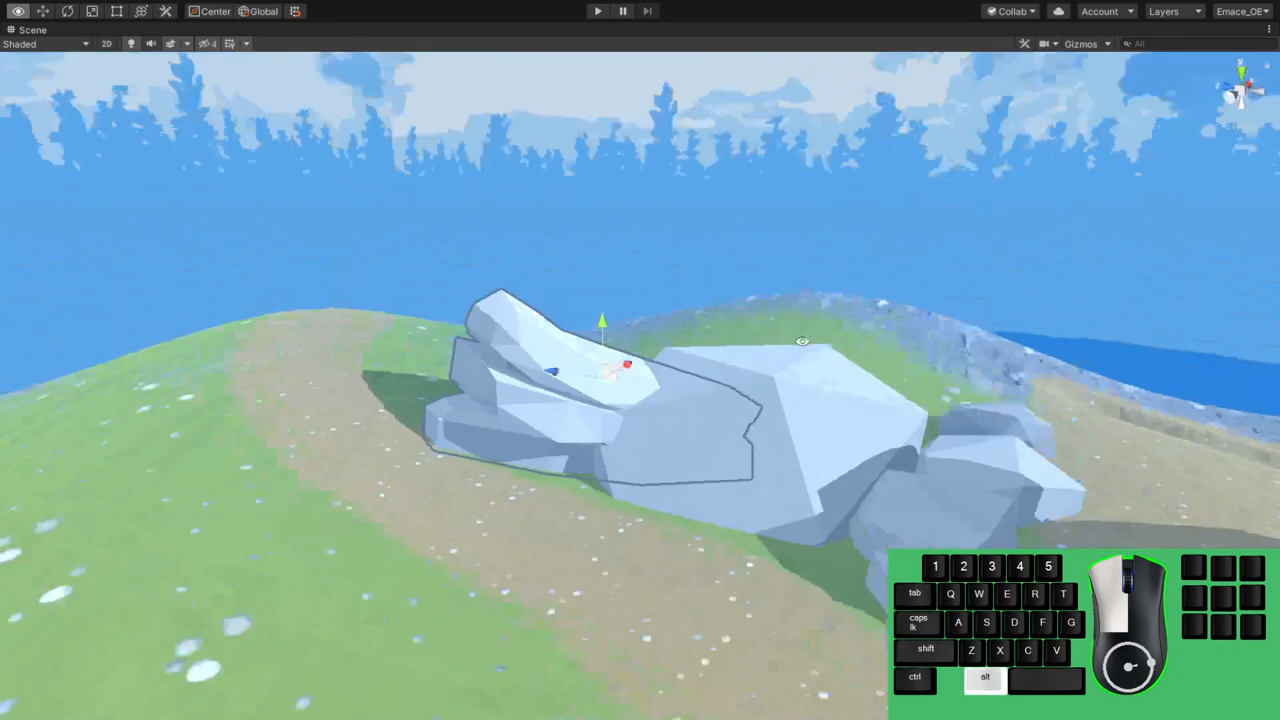 Center Global Collab Account Layers Emace_OE
Scene
Shaded 2D 4 Gizmos All
y
1 2 3 4 5
tab Q W E R T
caps lk A S D F G
shift Z X C V
ctrl alt